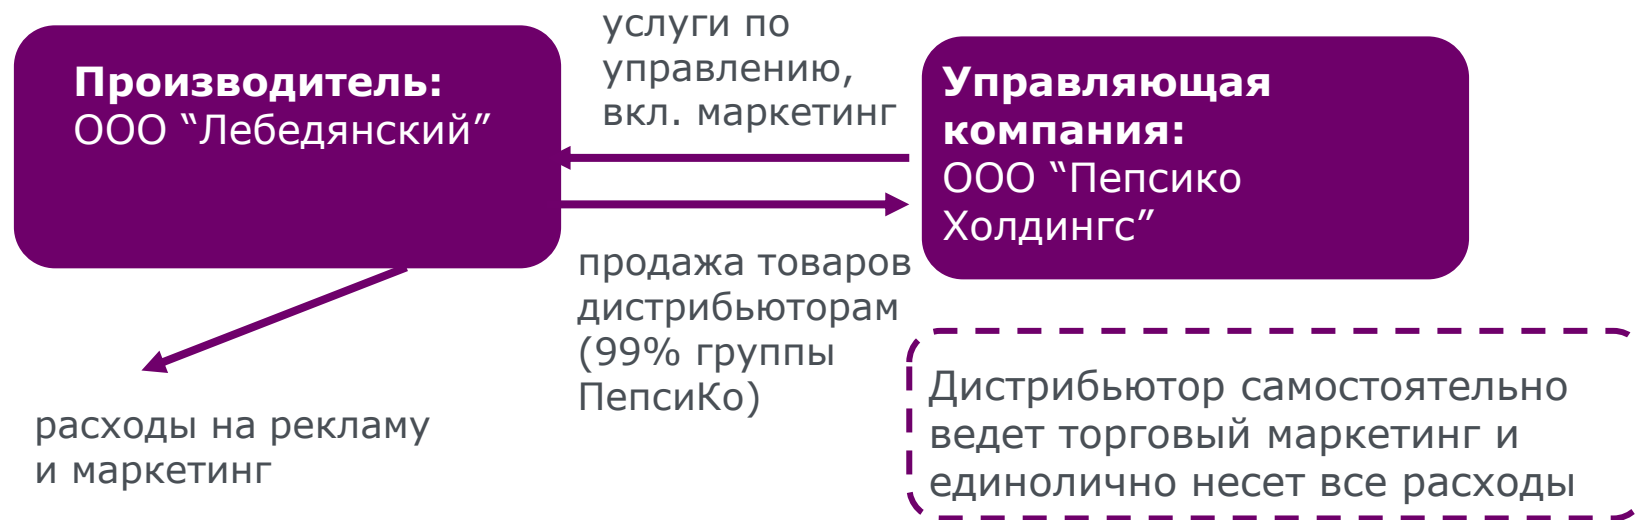 Производитель:
ООО “Лебедянский”
услуги по
управлению,
вкл. маркетинг
Управляющая
компания:
ООО “Пепсико
Холдингс”
продажа товаров
дистрибьюторам
(99% группы
ПепсиКо)
расходы на рекламу
и маркетинг
Дистрибьютор самостоятельно
ведет торговый маркетинг и
единолично несет все расходы